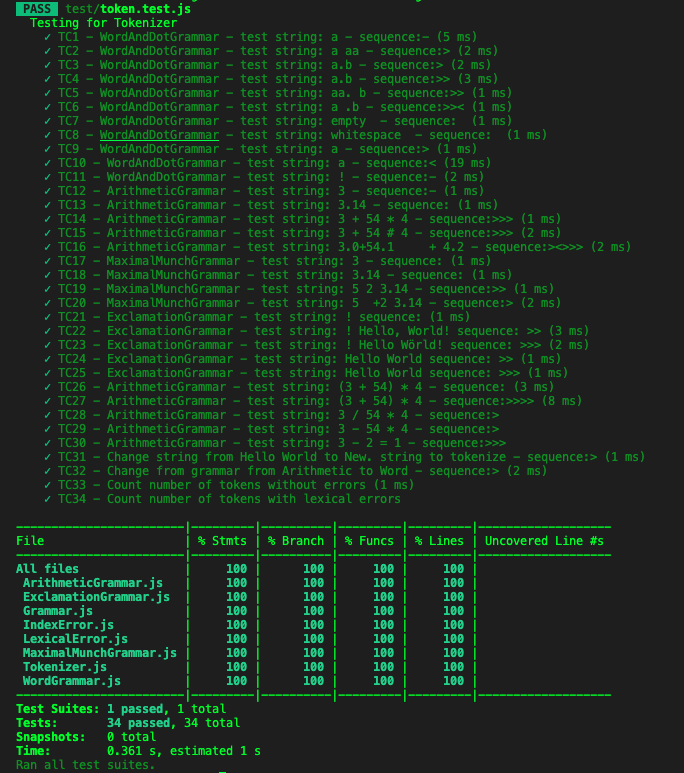 PASS test/token.test.js
Testing for Tokenizer
✓ TC1 - WordAndDotGrammar - test string: a - sequence:- (5 ms)
✓ TC2 - WordAndDotGrammar - test string: a aa - sequence:> (2 ms)
✓ TC3 - WordAndDotGrammar - test string: a.b - sequence:> (2 ms)
✓ TC4 - WordAndDotGrammar - test string: a.b - sequence:>> (3 ms)
✓ TC5 - WordAndDotGrammar - test string: aa. b - sequence:>> (1 ms)
✓ TC6 - WordAndDotGrammar - test string: a .b - sequence:>>< (1 ms)
✓ TC7 - WordAndDotGrammar - test string: empty  - sequence:  (1 ms)
✓ TC8 - WordAndDotGrammar - test string: whitespace  - sequence:  (1 ms)
✓ TC9 - WordAndDotGrammar - test string: a - sequence:> (1 ms)
✓ TC10 - WordAndDotGrammar - test string: a - sequence:< (19 ms)
✓ TC11 - WordAndDotGrammar - test string: ! - sequence:- (2 ms)
✓ TC12 - ArithmeticGrammar - test string: 3 - sequence:- (1 ms)
✓ TC13 - ArithmeticGrammar - test string: 3.14 - sequence: (1 ms)
✓ TC14 - ArithmeticGrammar - test string: 3 + 54 * 4 - sequence:>>> (1 ms)
✓ TC15 - ArithmeticGrammar - test string: 3 + 54 # 4 - sequence:>>> (2 ms)
✓ TC16 - ArithmeticGrammar - test string: 3.0+54.1     + 4.2 - sequence:><>>> (2 ms)
✓ TC17 - MaximalMunchGrammar - test string: 3 - sequence: (1 ms)
✓ TC18 - MaximalMunchGrammar - test string: 3.14 - sequence: (1 ms)
✓ TC19 - MaximalMunchGrammar - test string: 5 2 3.14 - sequence:>> (1 ms)
✓ TC20 - MaximalMunchGrammar - test string: 5  +2 3.14 - sequence:> (2 ms)
✓ TC21 - ExclamationGrammar - test string: ! sequence: (1 ms)
✓ TC22 - ExclamationGrammar - test string: ! Hello, World! sequence: >> (3 ms)
✓ TC23 - ExclamationGrammar - test string: ! Hello Wörld! sequence: >>> (2 ms)
✓ TC24 - ExclamationGrammar - test string: Hello World sequence: >> (1 ms)
✓ TC25 - ExclamationGrammar - test string: Hello World sequence: >>> (1 ms)
✓ TC26 - ArithmeticGrammar - test string: (3 + 54) * 4 - sequence: (3 ms)
✓ TC27 - ArithmeticGrammar - test string: (3 + 54) * 4 - sequence:>>>> (8 ms)
✓ TC28 - ArithmeticGrammar - test string: 3 / 54 * 4 - sequence:>
✓ TC29 - ArithmeticGrammar - test string: 3 - 54 * 4 - sequence:>
✓ TC30 - ArithmeticGrammar - test string: 3 - 2 = 1 - sequence:>>>
✓ TC31 - Change string from Hello World to New. string to tokenize - sequence:> (1 ms)
✓ TC32 - Change from grammar from Arithmetic to Word - sequence:> (2 ms)
✓ TC33 - Count number of tokens without errors (1 ms)
✓ TC34 - Count number of tokens with lexical errors
File | % Stmts | % Branch | % Funcs | % Lines | Uncovered Line #s
All files | 100 | 100 | 100 | 100 |
ArithmeticGrammar.js | 100 | 100 | 100 | 100 |
ExclamationGrammar.js | 100 | 100 | 100 | 100 |
Grammar.js | 100 | 100 | 100 | 100 |
IndexError.js | 100 | 100 | 100 | 100 |
LexicalError.js | 100 | 100 | 100 | 100 |
MaximalMunchGrammar.js | 100 | 100 | 100 | 100 |
Tokenizer.js | 100 | 100 | 100 | 100 |
WordGrammar.js | 100 | 100 | 100 | 100 |
Test Suites: 1 passed, 1 total
Tests: 34 passed, 34 total
Snapshots: 0 total
Time: 0.361 s, estimated 1 s
Ran all test suites.